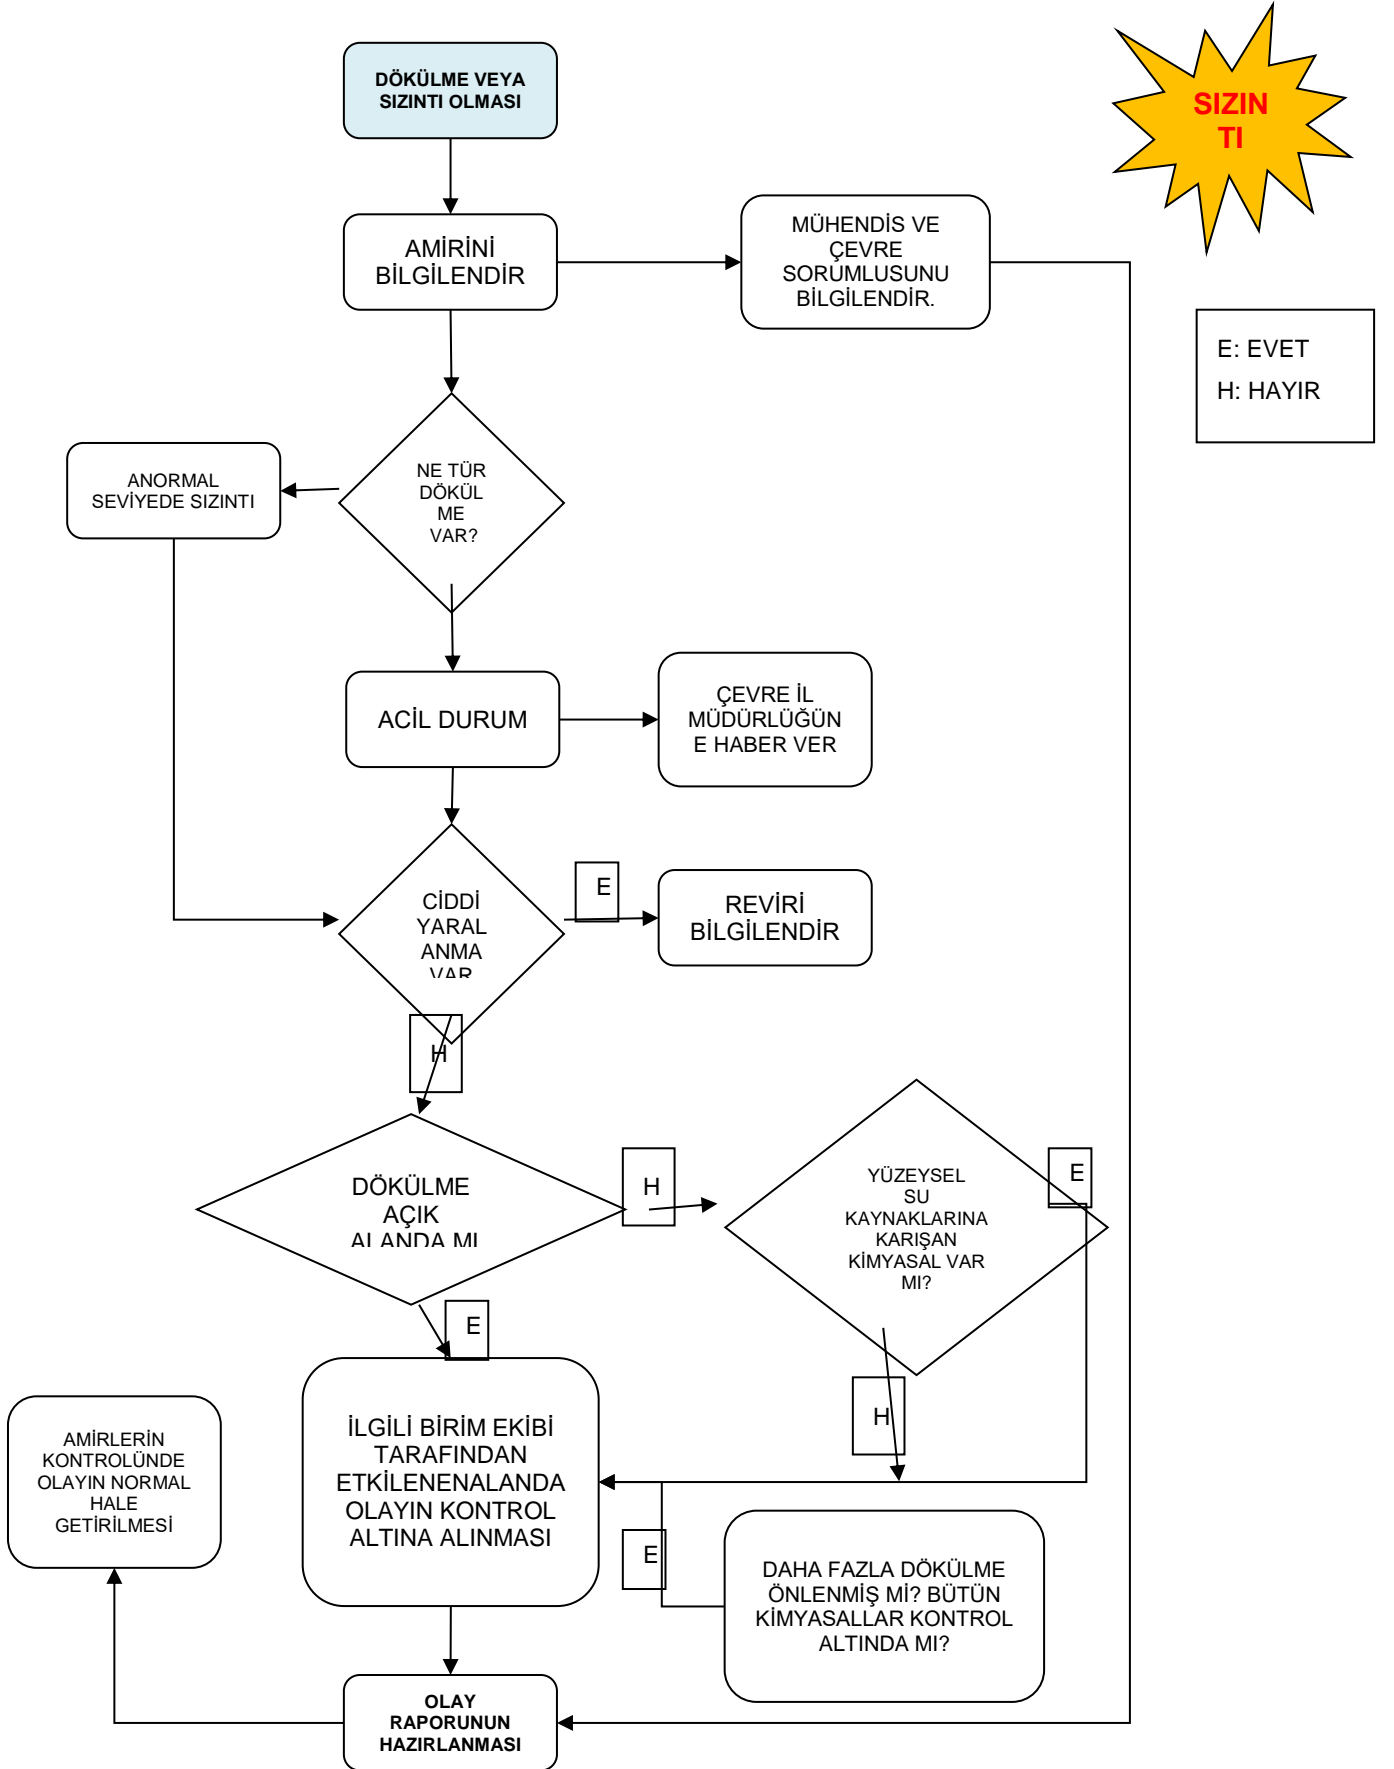 DÖKÜLME VEYA
SIZINTI OLMASI
SIZIN
TI
AMİRİNİ
BİLGİLENDİR
MÜHENDİS VE
ÇEVRE
SORUMLUSUNU
BİLGİLENDİR.
E: EVET
H: HAYIR
NE TÜR
DÖKÜL
ME
VAR?
ANORMAL
SEVİYEDE SIZINTI
ACİL DURUM
ÇEVRE İL
MÜDÜRLÜĞÜN
E HABER VER
CİDDİ
YARAL
ANMA
VAR
E
REVİRİ
BİLGİLENDİR
H
DÖKÜLME
AÇIK
ALANDA MI
H
YÜZEYSEL
SU
KAYNAKLARINA
KARIŞAN
KİMYASAL VAR
MI?
E
E
H
İLGİLİ BİRİM EKİBİ
TARAFINDAN
ETKİLENENALANDA
OLAYIN KONTROL
ALTINA ALINMASI
AMİRLERİN
KONTROLÜNDE
OLAYIN NORMAL
HALE
GETİRİLMESİ
E
DAHA FAZLA DÖKÜLME
ÖNLENMİŞ Mİ? BÜTÜN
KİMYASALLAR KONTROL
ALTINDA MI?
OLAY
RAPORUNUN
HAZIRLANMASI